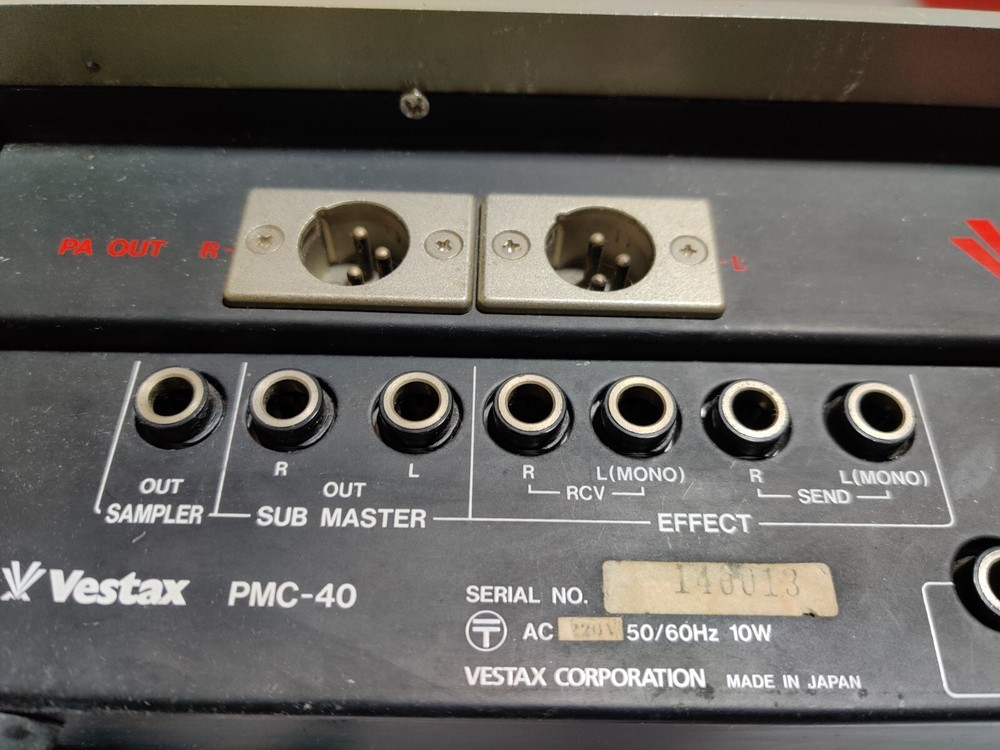 PA OUT R L
R L R L(MONO) R L(MONO)
OUT OUT RCV SEND
SAMPLER SUB MASTER EFFECT
Vestax PMC-40
SERIAL NO. 140013
AC 220V 50/60Hz 10W
VESTAX CORPORATION MADE IN JAPAN